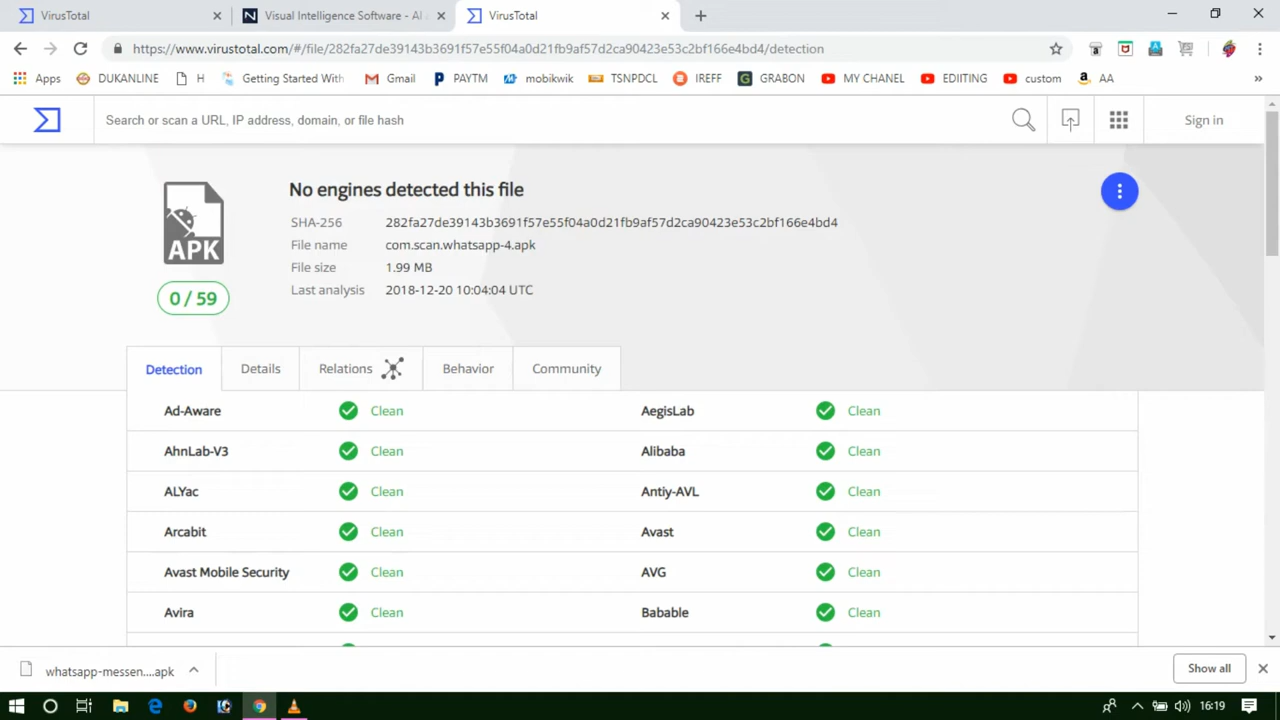 VirusTotal
Visual Intelligence Software - AI
VirusTotal
https://www.virustotal.com/#/file/282fa27de39143b3691f57e55f04a0d21fb9af57d2ca90423e53c2bf166e4bd4/detection
Apps DUKANLINE H Getting Started With Gmail PAYTM mobikwik TSNPDCL IREFF GRABON MY CHANEL EDIITING custom AA
Search or scan a URL, IP address, domain, or file hash
Sign in
APK
0 / 59
No engines detected this file
SHA-256 282fa27de39143b3691f57e55f04a0d21fb9af57d2ca90423e53c2bf166e4bd4
File name com.scan.whatsapp-4.apk
File size 1.99 MB
Last analysis 2018-12-20 10:04:04 UTC
Detection Details Relations Behavior Community
Ad-Aware Clean AegisLab Clean
AhnLab-V3 Clean Alibaba Clean
ALYac Clean Antiy-AVL Clean
Arcabit Clean Avast Clean
Avast Mobile Security Clean AVG Clean
Avira Clean Babable Clean
whatsapp-messen....apk
Show all
16:19